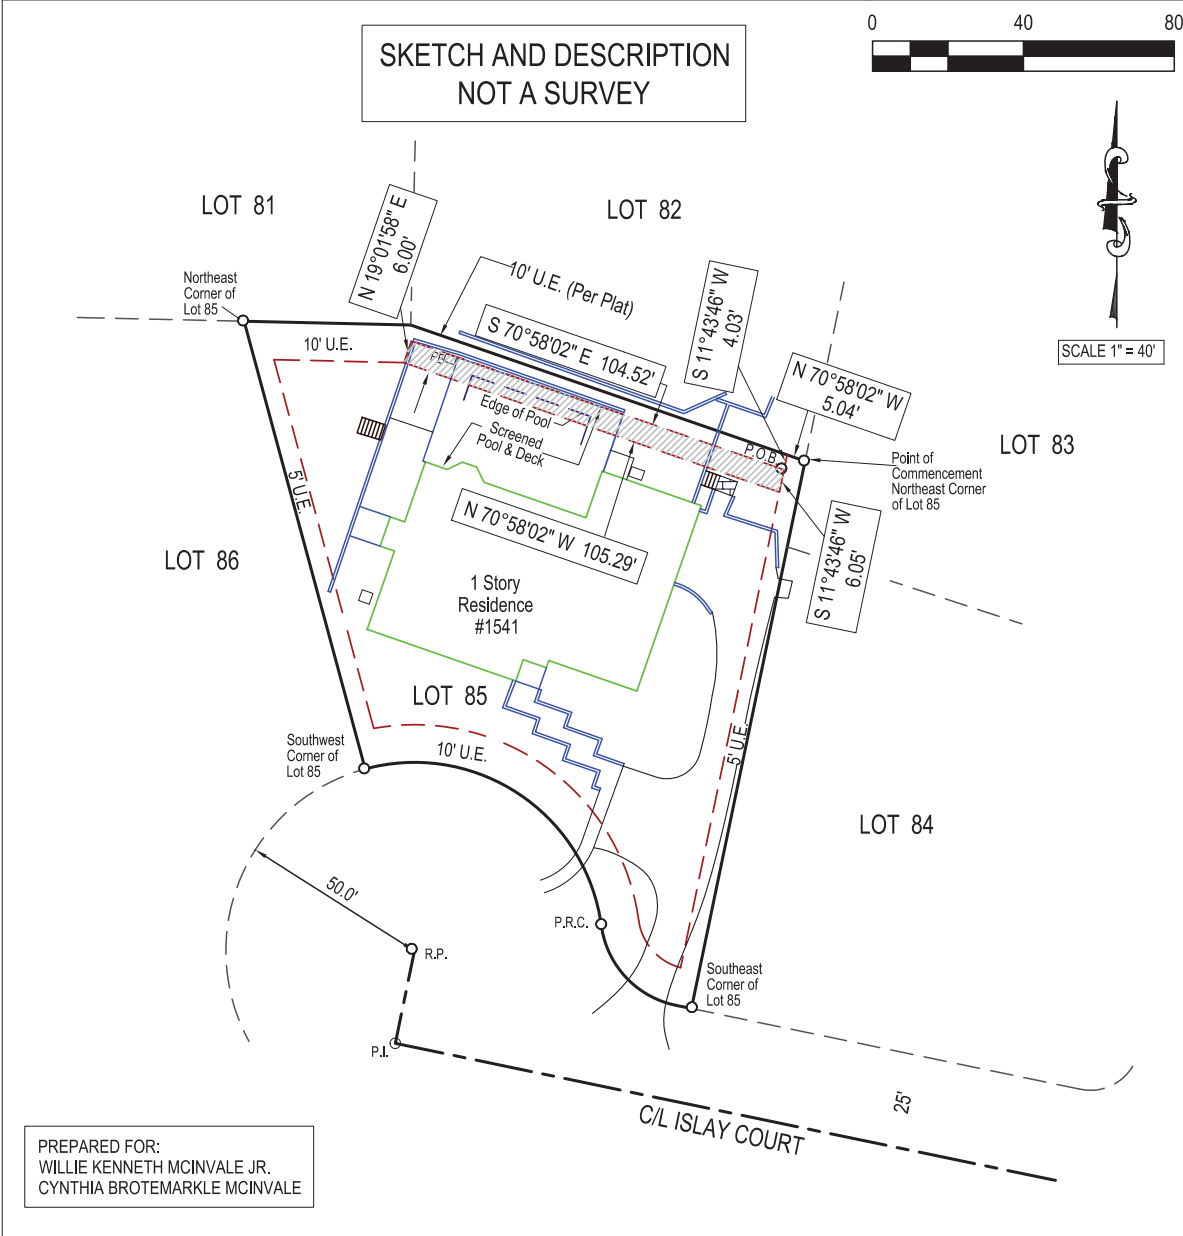 0 40 80
SKETCH AND DESCRIPTION
NOT A SURVEY
SCALE 1" = 40'
LOT 81
LOT 82
N 19°01'58" E
6.00'
Northeast
Corner of
Lot 85
10' U.E. (Per Plat)
S 70°58'02" E 104.52'
S 11°43'46" W
4.03'
N 70°58'02" W
5.04'
10' U.E.
Edge of Pool
Screened
Pool & Deck
P.O.B.
LOT 83
Point of
Commencement
Northeast Corner
of Lot 85
5' U.E.
N 70°58'02" W 105.29'
S 11°43'46" W
6.05'
LOT 86
1 Story
Residence
#1541
LOT 85
Southwest
Corner of
Lot 85
10' U.E.
5' U.E.
LOT 84
50.0'
P.R.C.
R.P.
Southeast
Corner of
Lot 85
P.I.
25'
C/L ISLAY COURT
PREPARED FOR:
WILLIE KENNETH MCINVALE JR.
CYNTHIA BROTEMARKLE MCINVALE